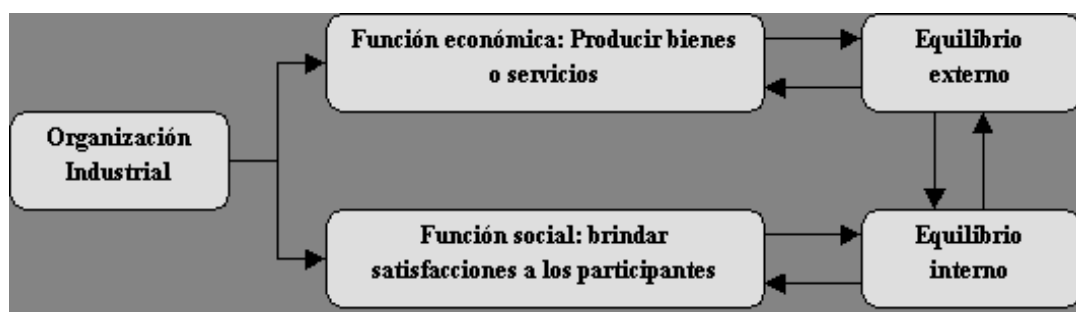 Función económica: Producir bienes
o servicios
Equilibrio
externo
Organización
Industrial
Función social: brindar
satisfacciones a los participantes
Equilibrio
interno